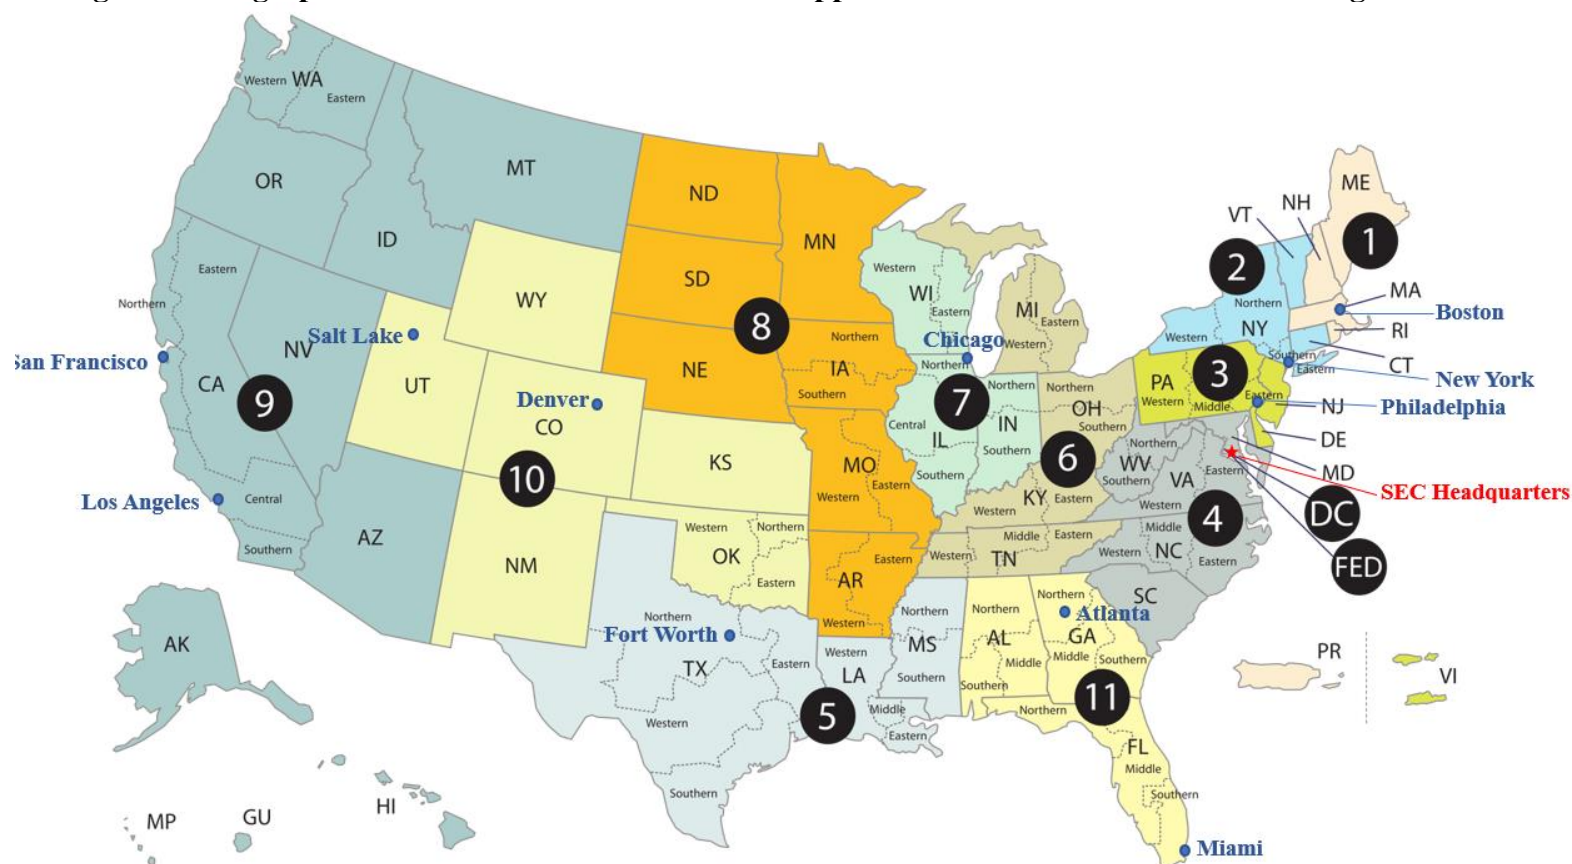 WA
Western
Eastern
OR
MT
ID
ND
MN
SD
WY
NE
Northern
IA
Southern
8
Western
WI
Eastern
MI
Eastern
Western
ME
NH
VT
1
2
MA
Boston
RI
CT
New York
Philadelphia
Northern
NY
Western
Southern
Eastern
3
PA
Western
Middle
Eastern
NJ
DE
MD
SEC Headquarters
DC
FED
Eastern
Northern
San Francisco
NV
CA
9
Los Angeles
Central
Southern
Salt Lake
UT
Denver
CO
10
KS
AZ
NM
Western
Northern
OK
Eastern
MO
Western
Eastern
AR
Eastern
Western
Chicago
Northern
7
Central
IL
Southern
Northern
IN
Southern
Northern
OH
Southern
6
KY
Western
Eastern
Northern
WV
Southern
VA
Eastern
Western
4
Middle
NC
Western
Eastern
SC
Western
TN
Middle
Eastern
Northern
Fort Worth
TX
Eastern
Western
Southern
5
Western
LA
Middle
Eastern
Northern
MS
Southern
Northern
AL
Middle
Southern
Northern
Atlanta
GA
Middle
Southern
11
Northern
FL
Middle
Southern
Miami
PR
VI
AK
HI
GU
MP